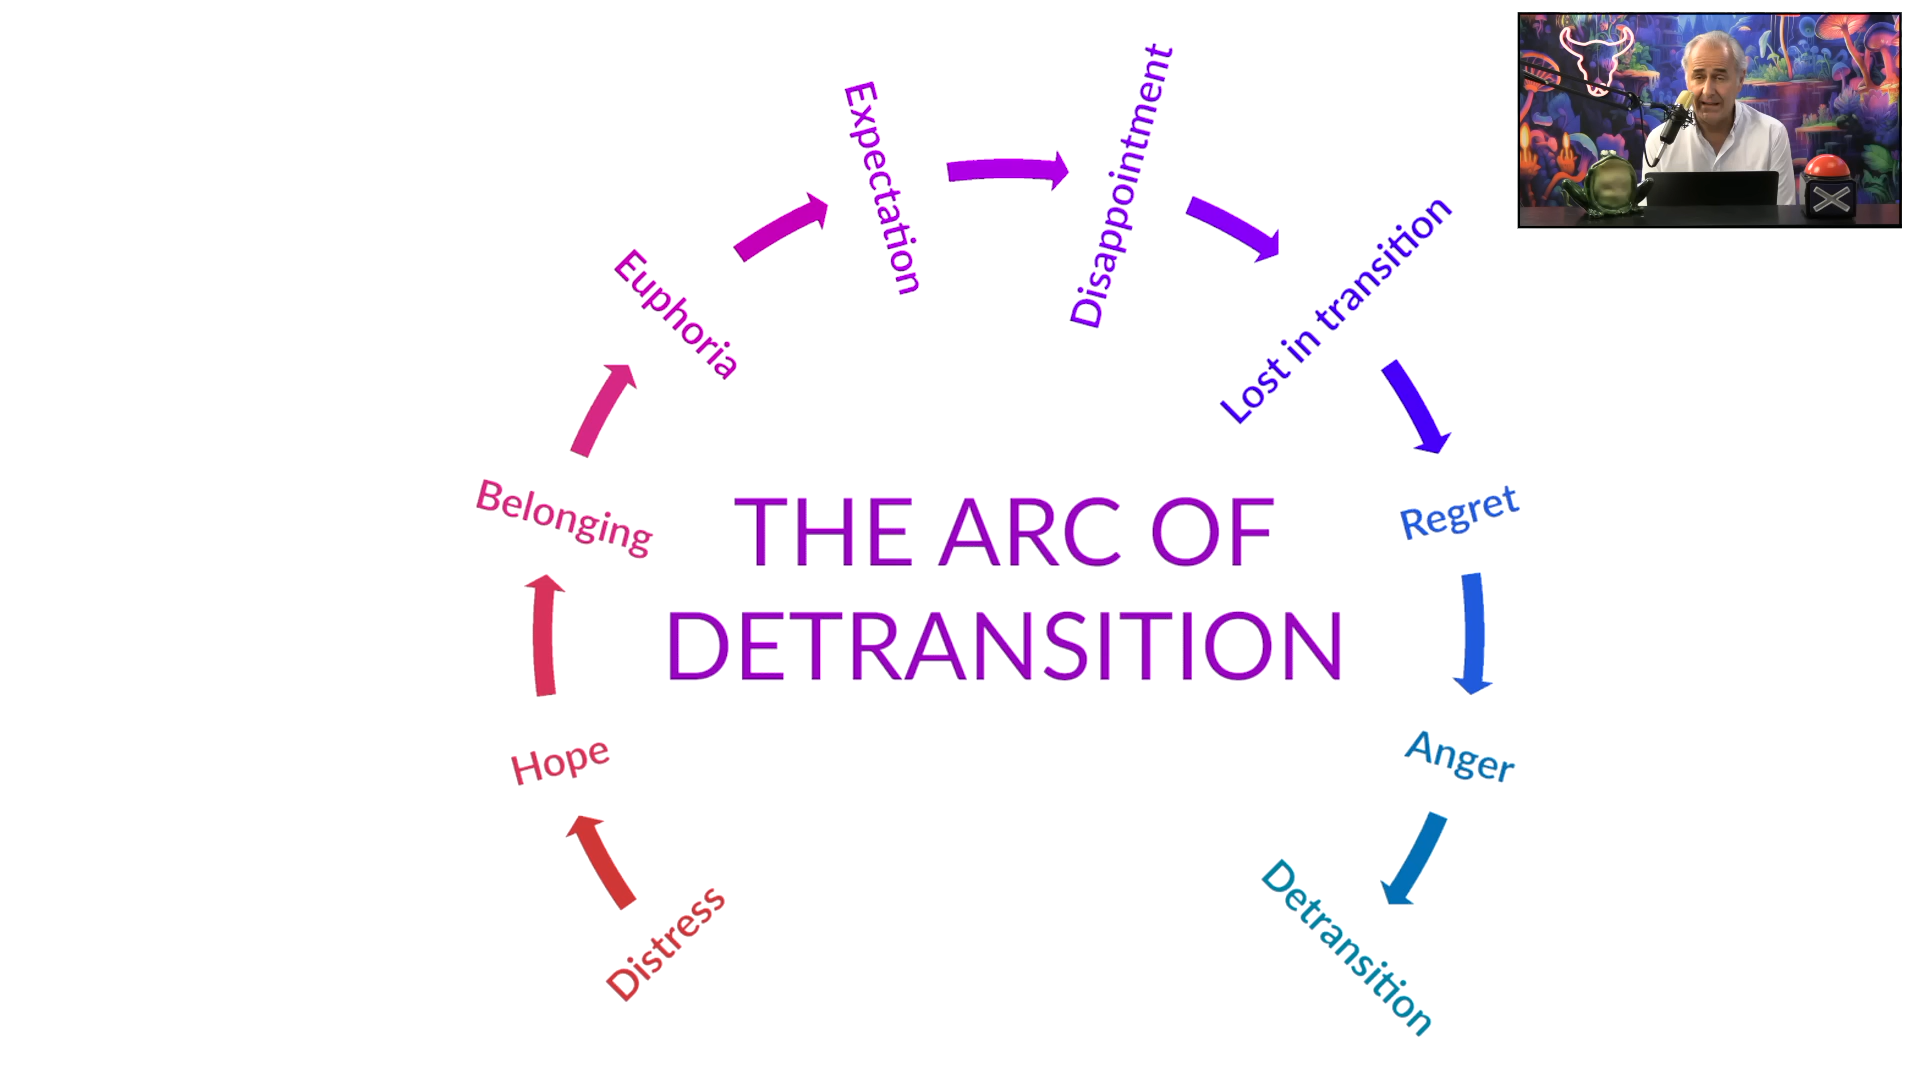 THE ARC OF
DETRANSITION
Distress
Hope
Belonging
Euphoria
Expectation
Disappointment
Lost in transition
Regret
Anger
Detransition